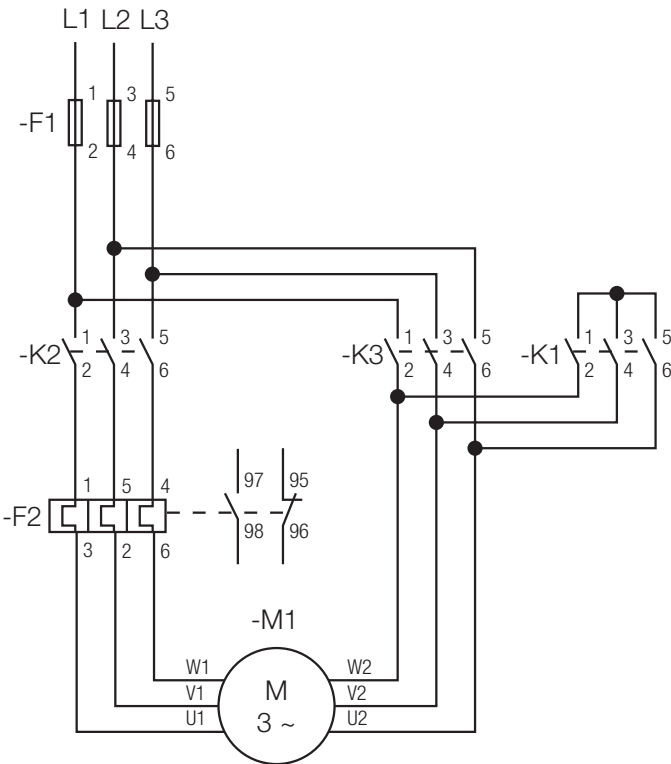 L1 L2 L3
1 3 5
-F1
2 4 6
1 3 5 1 3 5 1 3 5
-K2 -K3 -K1
2 4 6 2 4 6 2 4 6
1 5 4 97 95
-F2
3 2 6 98 96
-M1
W1 W2
V1 M V2
U1 3 ~ U2